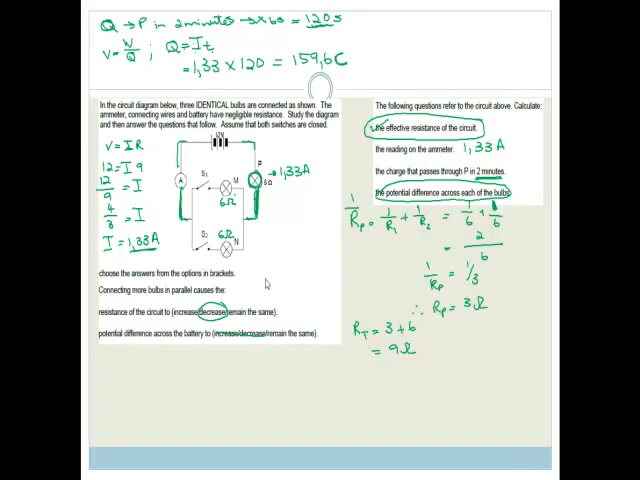 Q → P in 2 minutes → x 60 = 120s
V = W/Q ; Q = It
= 1,33 x 120 = 159,6C
In the circuit diagram below, three IDENTICAL bulbs are connected as shown. The
ammeter, connecting wires and battery have negligible resistance. Study the diagram
and then answer the questions that follow. Assume that both switches are closed.
V = IR
12 = I 9
12/9 = I
4/3 = I
I = 1,33A
12V
A
P
6Ω
→ 1,33A
S1
M
6Ω
S2
6Ω
N
choose the answers from the options in brackets.
Connecting more bulbs in parallel causes the:
resistance of the circuit to (increase/decrease/remain the same).
potential difference across the battery to (increase/decrease/remain the same).
The following questions refer to the circuit above. Calculate:
the effective resistance of the circuit.
the reading on the ammeter. 1,33A
the charge that passes through P in 2 minutes.
the potential difference across each of the bulbs.
1/Rp = 1/R1 + 1/R2 = 1/6 + 1/6
= 2/6
1/Rp = 1/3
∴ Rp = 3Ω
RT = 3 + 6
= 9Ω